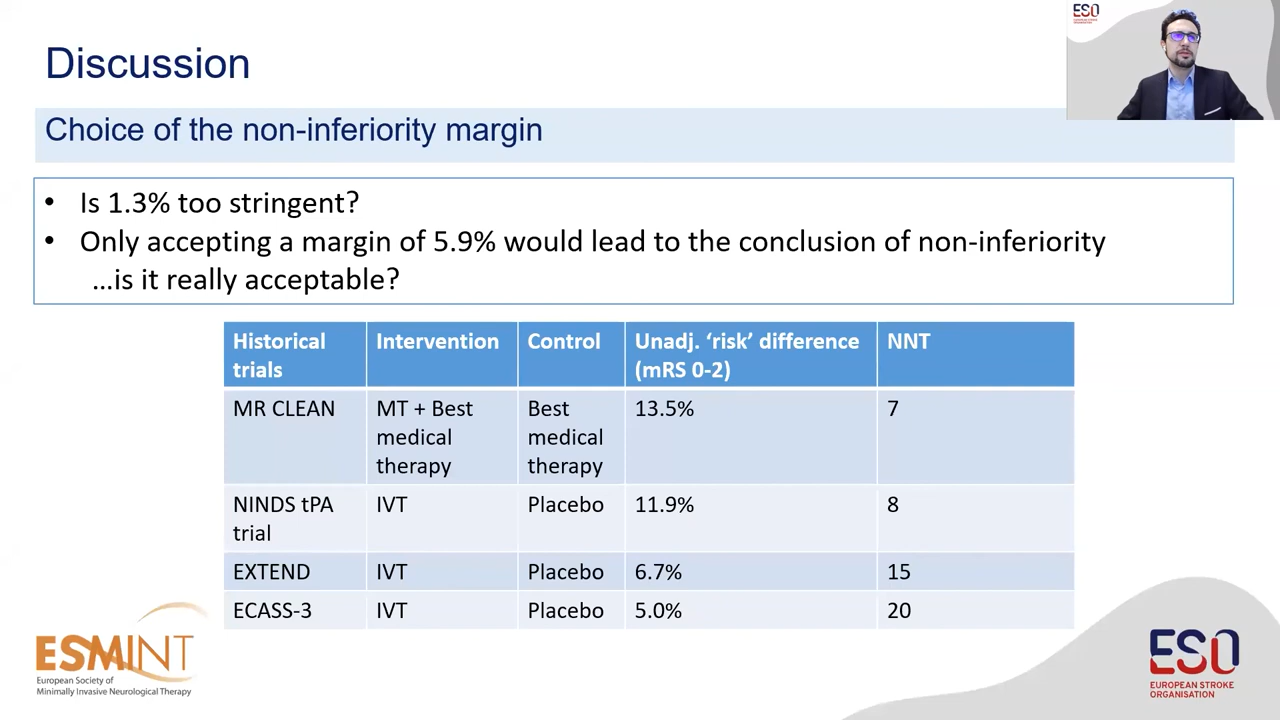 Discussion
Choice of the non-inferiority margin
• Is 1.3% too stringent?
• Only accepting a margin of 5.9% would lead to the conclusion of non-inferiority
…is it really acceptable?
Historical trials Intervention Control Unadj. ‘risk’ difference (mRS 0-2) NNT
MR CLEAN MT + Best medical therapy Best medical therapy 13.5% 7
NINDS tPA trial IVT Placebo 11.9% 8
EXTEND IVT Placebo 6.7% 15
ECASS-3 IVT Placebo 5.0% 20
ESMINT
European Society of
Minimally Invasive Neurological Therapy
ESO
EUROPEAN STROKE
ORGANISATION
ESO
EUROPEAN STROKE
ORGANISATION